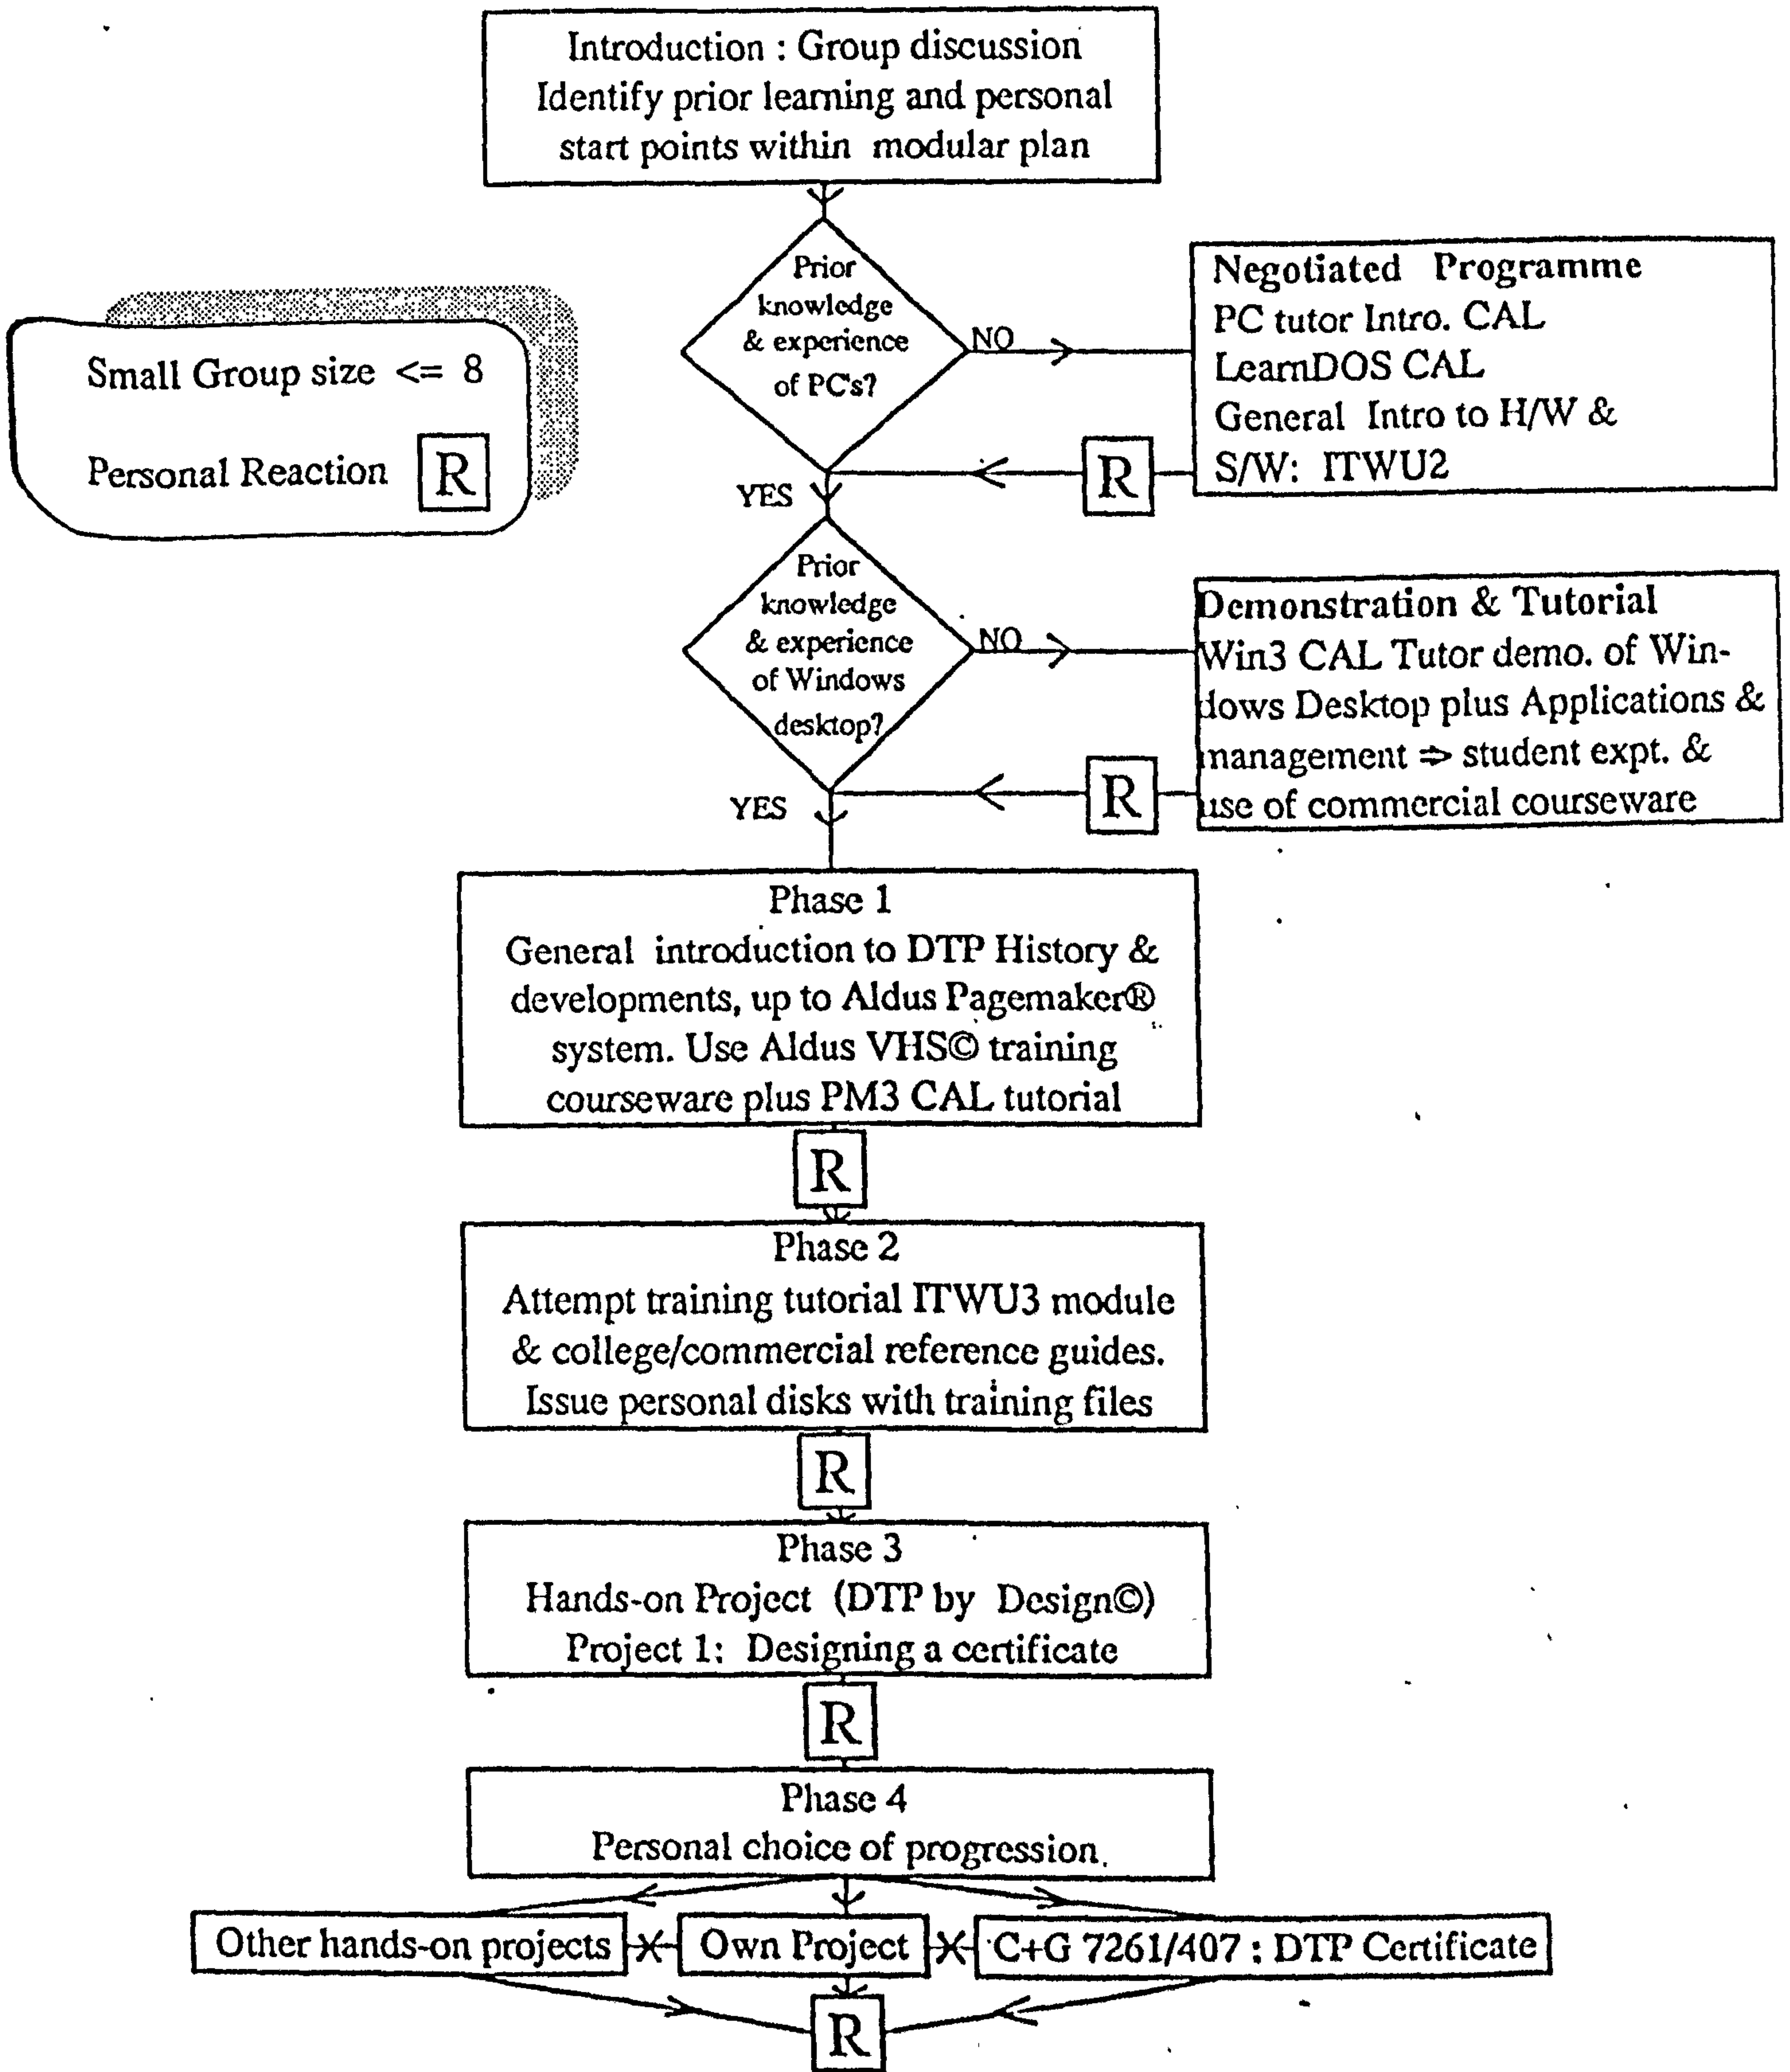 Introduction : Group discussion
Identify prior learning and personal
start points within modular plan
Prior
knowledge
& experience
of PC's?
NO
Negotiated Programme
PC tutor Intro. CAL
LearnDOS CAL
General Intro to H/W &
S/W: ITWU2
R
YES
Small Group size <= 8
Personal Reaction R
Prior
knowledge
& experience
of Windows
desktop?
NO
Demonstration & Tutorial
Win3 CAL Tutor demo. of Win-
dows Desktop plus Applications &
management ⇒ student expt. &
use of commercial courseware
R
YES
Phase 1
General introduction to DTP History &
developments, up to Aldus Pagemaker®
system. Use Aldus VHS© training
courseware plus PM3 CAL tutorial
R
Phase 2
Attempt training tutorial ITWU3 module
& college/commercial reference guides.
Issue personal disks with training files
R
Phase 3
Hands-on Project (DTP by Design©)
Project 1: Designing a certificate
R
Phase 4
Personal choice of progression.
Other hands-on projects
Own Project
C+G 7261/407 : DTP Certificate
R